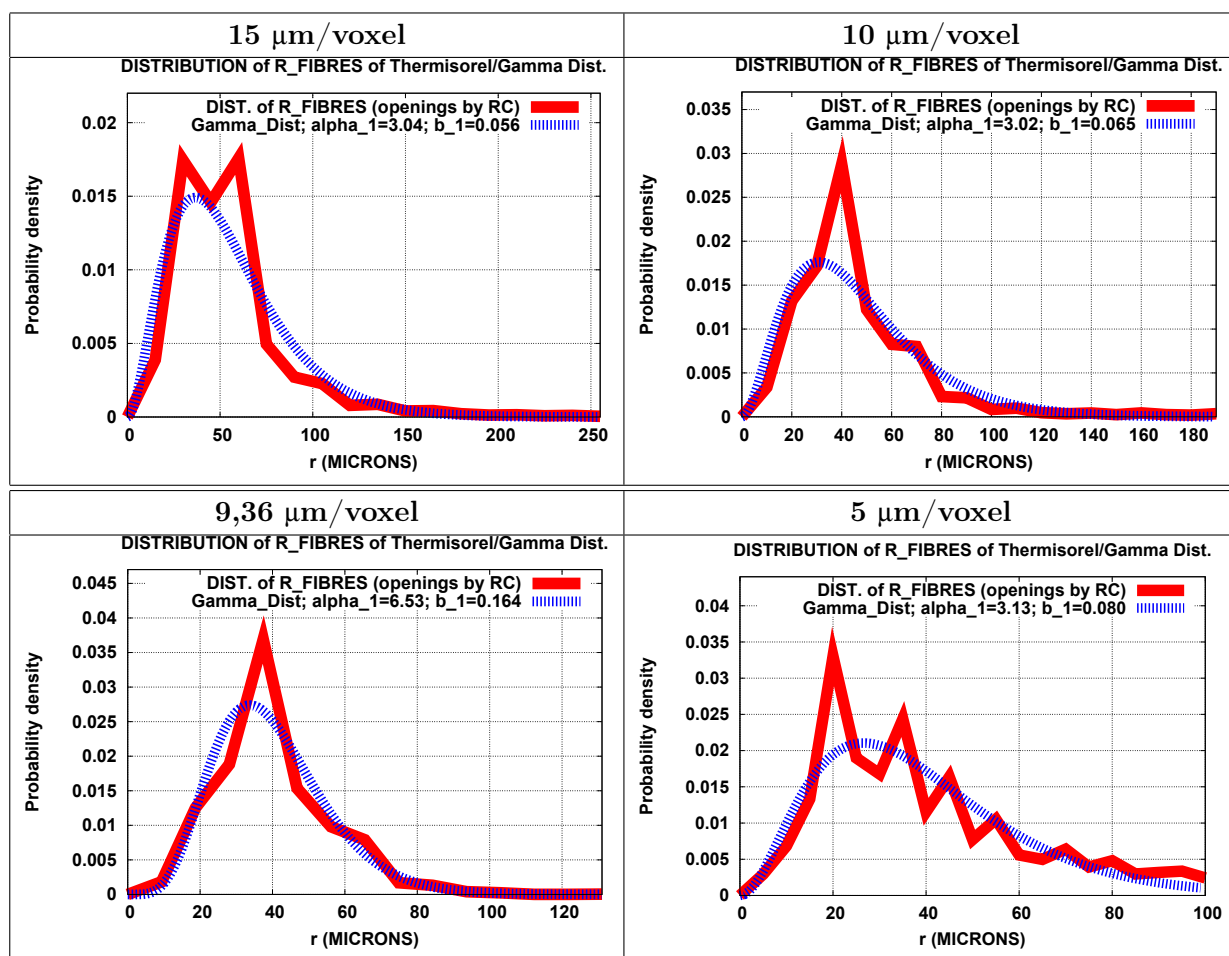 15 µm/voxel
DISTRIBUTION of R_FIBRES of Thermisorel/Gamma Dist.
DIST. of R_FIBRES (openings by RC)
Gamma_Dist; alpha_1=3.04; b_1=0.056
Probability density
0.02
0.015
0.01
0.005
0
0 50 100 150 200 250
r (MICRONS)
10 µm/voxel
DISTRIBUTION of R_FIBRES of Thermisorel/Gamma Dist.
DIST. of R_FIBRES (openings by RC)
Gamma_Dist; alpha_1=3.02; b_1=0.065
Probability density
0.035
0.03
0.025
0.02
0.015
0.01
0.005
0
0 20 40 60 80 100 120 140 160 180
r (MICRONS)
9,36 µm/voxel
DISTRIBUTION of R_FIBRES of Thermisorel/Gamma Dist.
DIST. of R_FIBRES (openings by RC)
Gamma_Dist; alpha_1=6.53; b_1=0.164
Probability density
0.045
0.04
0.035
0.03
0.025
0.02
0.015
0.01
0.005
0
0 20 40 60 80 100 120
r (MICRONS)
5 µm/voxel
DISTRIBUTION of R_FIBRES of Thermisorel/Gamma Dist.
DIST. of R_FIBRES (openings by RC)
Gamma_Dist; alpha_1=3.13; b_1=0.080
Probability density
0.04
0.035
0.03
0.025
0.02
0.015
0.01
0.005
0
0 20 40 60 80 100
r (MICRONS)